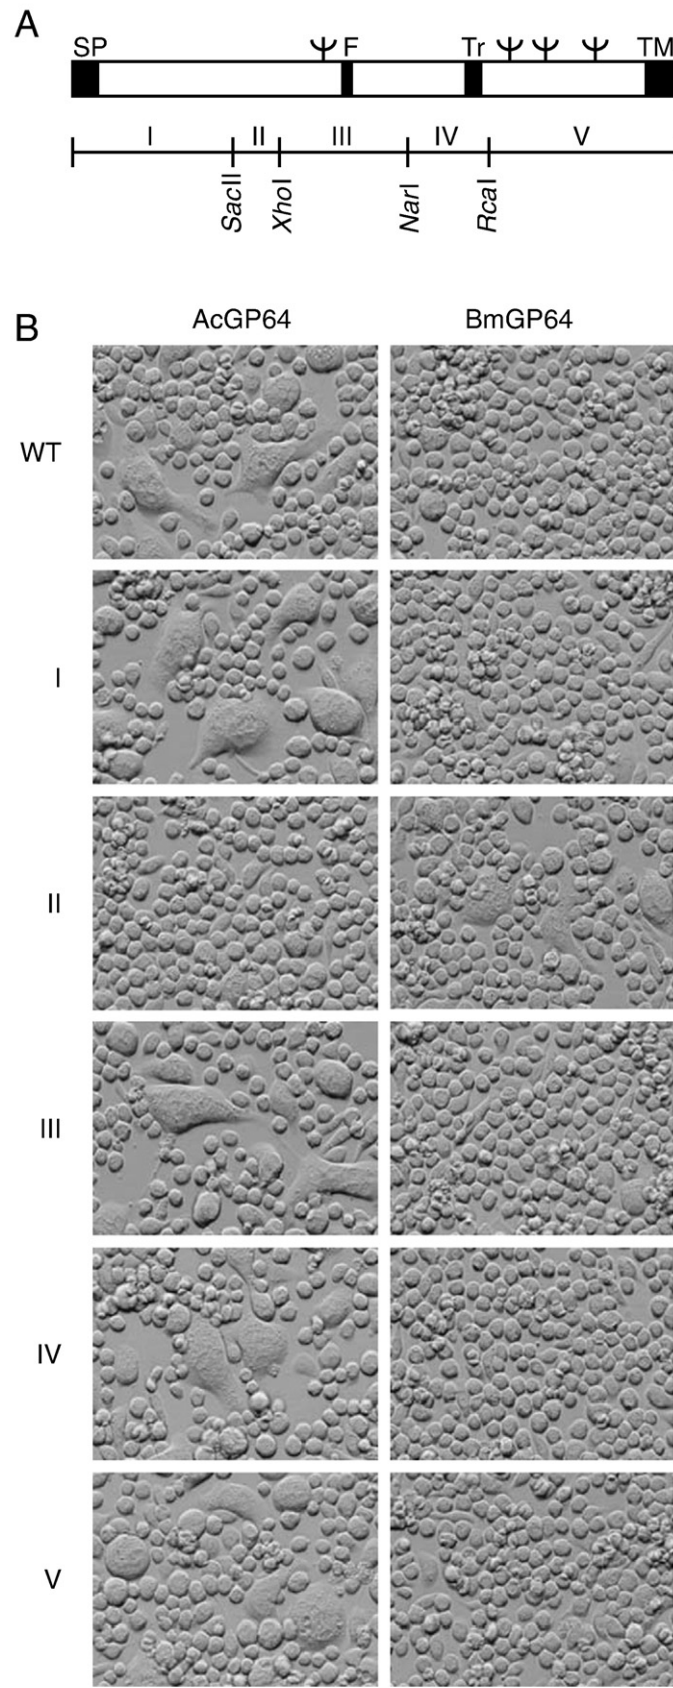 A
SP F Tr TM
I II III IV V
SacII XhoI NarI RcaI
B
AcGP64 BmGP64
WT
I
II
III
IV
V